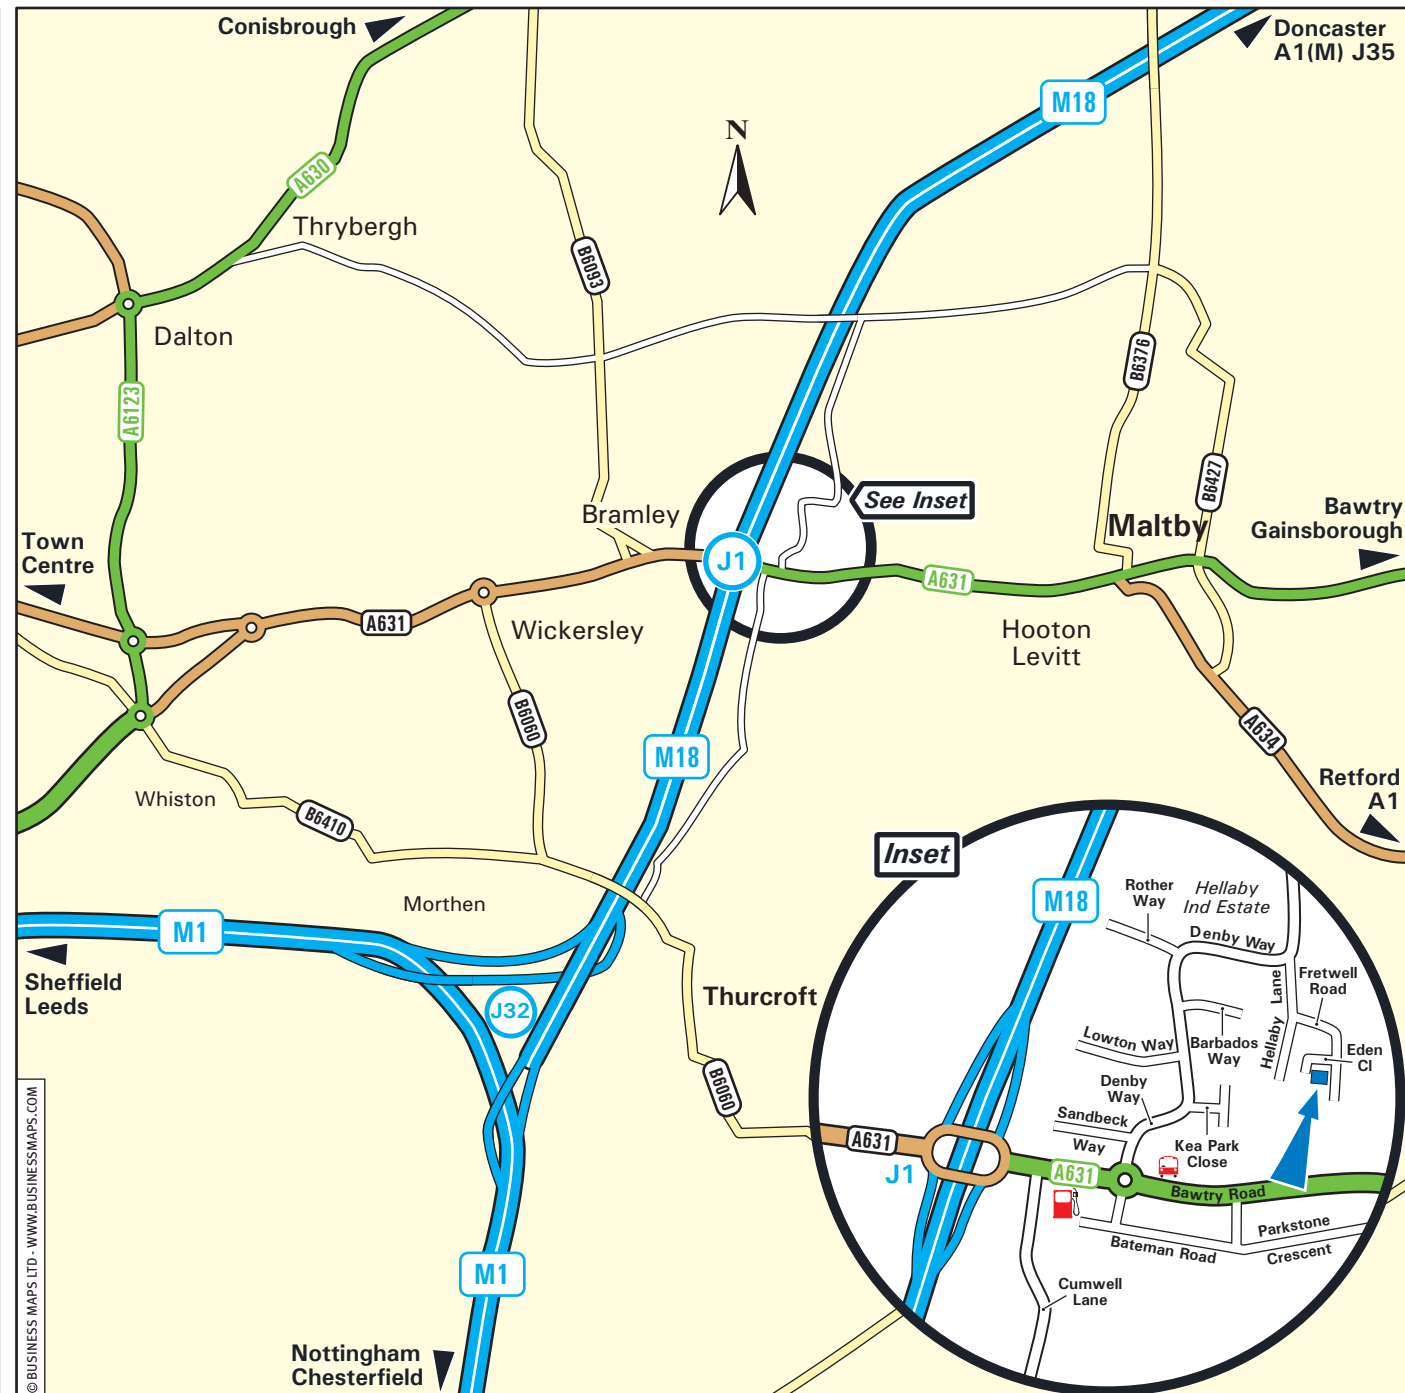 Conisbrough
Doncaster
A1(M) J35
M18
N
A630
Thrybergh
B6093
Dalton
B6376
A6123
See Inset
B6427
Bramley
Maltby
Bawtry
Gainsborough
Town
Centre
J1
A631
A631
Wickersley
Hooton
Levitt
B6060
A634
M18
Retford
A1
Whiston
B6410
Inset
Morthen
M1
Sheffield
Leeds
J32
Thurcroft
B6060
M1
Nottingham
Chesterfield
M18
Rother
Way
Hellaby
Ind Estate
Denby Way
Hellaby Lane
Fretwell
Road
Lowton Way
Barbados
Way
Eden
Cl
Denby
Way
Sandbeck
Way
Kea Park
Close
A631
J1
A631
Bawtry Road
Parkstone
Crescent
Bateman Road
Cumwell
Lane
© BUSINESS MAPS LTD - WWW.BUSINESSMAPS.COM